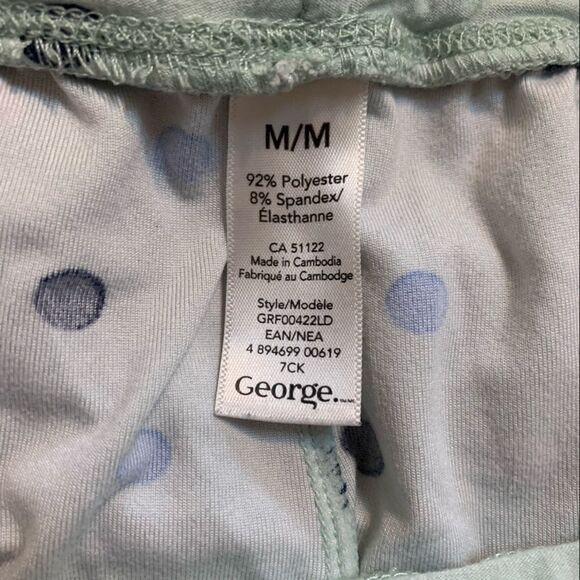 M/M
92% Polyester
8% Spandex/
Élasthanne
CA 51122
Made in Cambodia
Fabriqué au Cambodge
Style/Modèle
GRF00422LD
EAN/NEA
4 894699 00619
7CK
George.